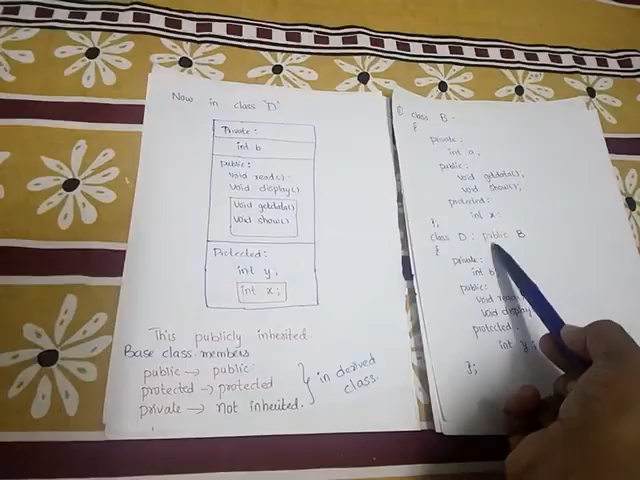 Now in class 'D'
Private:
int b
public:
void read();
void display()
void getdata()
void show()
Protected:
int y;
int x;
This publicly inherited.
Base class members
public → public:
protected → protected
private → not inherited.
} in derived class.
① class B.
{
private:
int a;
public:
void getdata();
void show();
protected:
int x:
};
class D : public B
{
private:
int b
public:
void read
void display
protected.
int y;
};